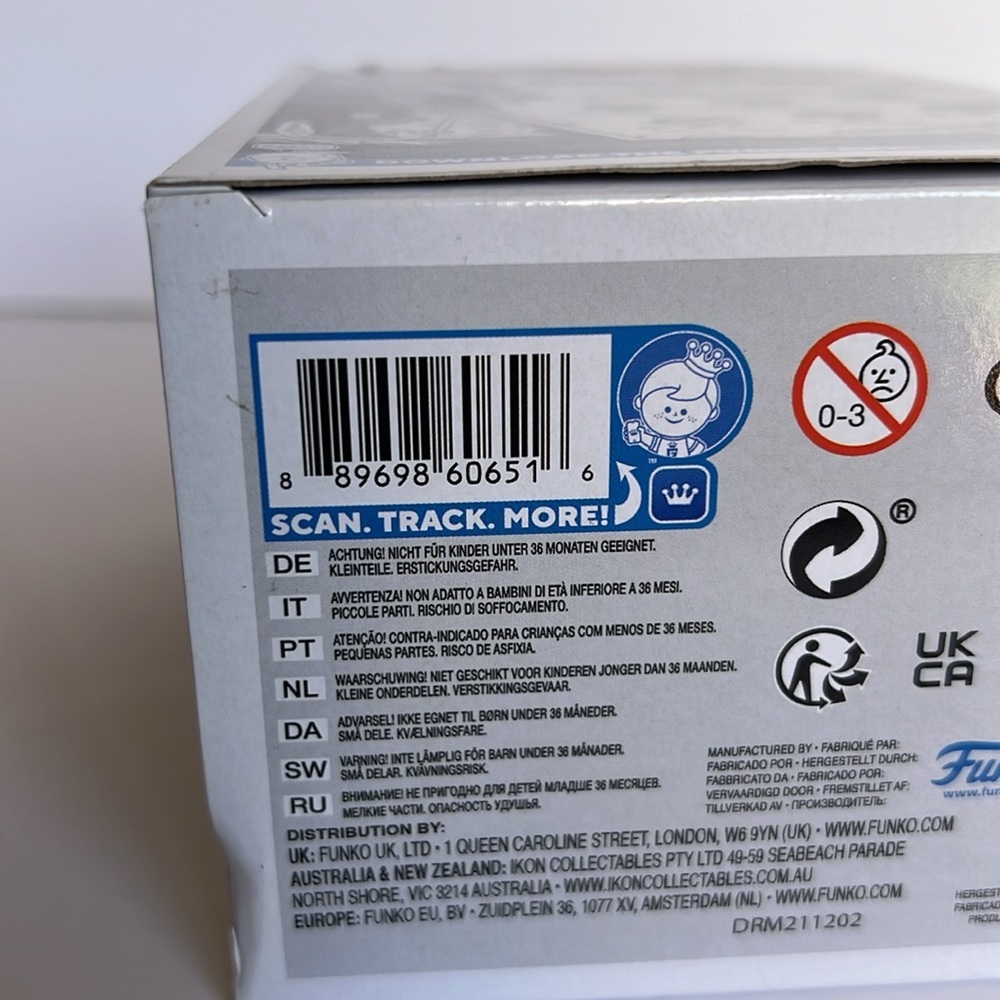 8 89698 60651 6
SCAN. TRACK. MORE!
™
0-3
®
DE ACHTUNG! NICHT FÜR KINDER UNTER 36 MONATEN GEEIGNET.
KLEINTEILE. ERSTICKUNGSGEFAHR.
IT AVVERTENZA! NON ADATTO A BAMBINI DI ETÀ INFERIORE A 36 MESI.
PICCOLE PARTI. RISCHIO DI SOFFOCAMENTO.
PT ATENÇÃO! CONTRA-INDICADO PARA CRIANÇAS COM MENOS DE 36 MESES.
PEQUENAS PARTES. RISCO DE ASFIXIA.
NL WAARSCHUWING! NIET GESCHIKT VOOR KINDEREN JONGER DAN 36 MAANDEN.
KLEINE ONDERDELEN. VERSTIKKINGSGEVAAR.
DA ADVARSEL! IKKE EGNET TIL BØRN UNDER 36 MÅNEDER.
SMÅ DELE. KVÆLNINGSFARE.
SW VARNING! INTE LÄMPLIG FÖR BARN UNDER 36 MÅNADER.
SMÅ DELAR. KVÄVNINGSRISK.
RU ВНИМАНИЕ! НЕ ПРИГОДНО ДЛЯ ДЕТЕЙ МЛАДШЕ 36 МЕСЯЦЕВ.
МЕЛКИЕ ЧАСТИ. ОПАСНОСТЬ УДУШЬЯ.
UK
CA
MANUFACTURED BY • FABRIQUÉ PAR:
FABRICADO POR • HERGESTELLT DURCH:
FABBRICATO DA • FABRICADO POR:
VERVAARDIGD DOOR • FREMSTILLET AF:
TILLVERKAD AV • ПРОИЗВОДИТЕЛЬ:
DISTRIBUTION BY:
UK: FUNKO UK, LTD • 1 QUEEN CAROLINE STREET, LONDON, W6 9YN (UK) • WWW.FUNKO.COM
AUSTRALIA & NEW ZEALAND: IKON COLLECTABLES PTY LTD 49-59 SEABEACH PARADE
NORTH SHORE, VIC 3214 AUSTRALIA • WWW.IKONCOLLECTABLES.COM.AU
EUROPE: FUNKO EU, BV • ZUIDPLEIN 36, 1077 XV, AMSTERDAM (NL) • WWW.FUNKO.COM
DRM211202